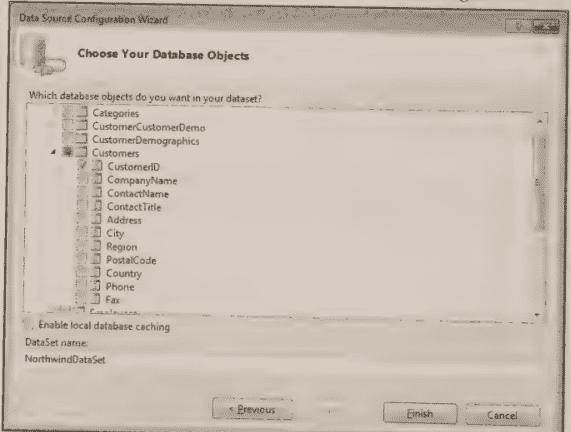 Data Source Configuration Wizard
Choose Your Database Objects
Which database objects do you want in your dataset?
Categories
CustomerCustomerDemo
CustomerDemographics
Customers
CustomerID
CompanyName
ContactName
ContactTitle
Address
City
Region
PostalCode
Country
Phone
Fax
Enable local database caching
DataSet name:
NorthwindDataSet
< Previous
Finish
Cancel